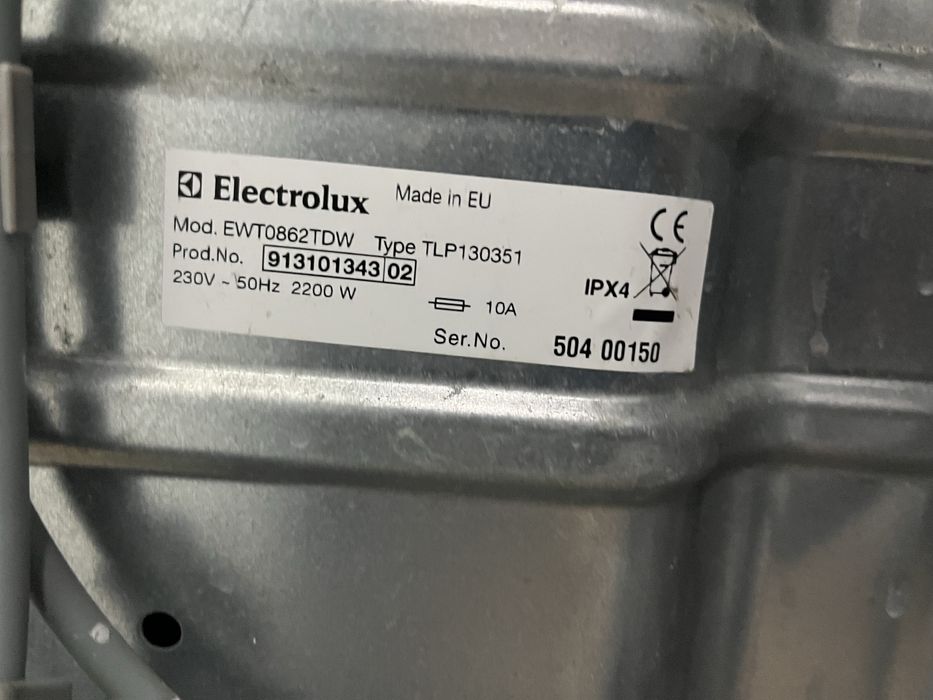 Electrolux Made in EU
Mod. EWT0862TDW Type TLP130351
Prod.No. 913101343 02
230V ~ 50Hz 2200 W
10A
IPX4
Ser.No. 504 00150
CE